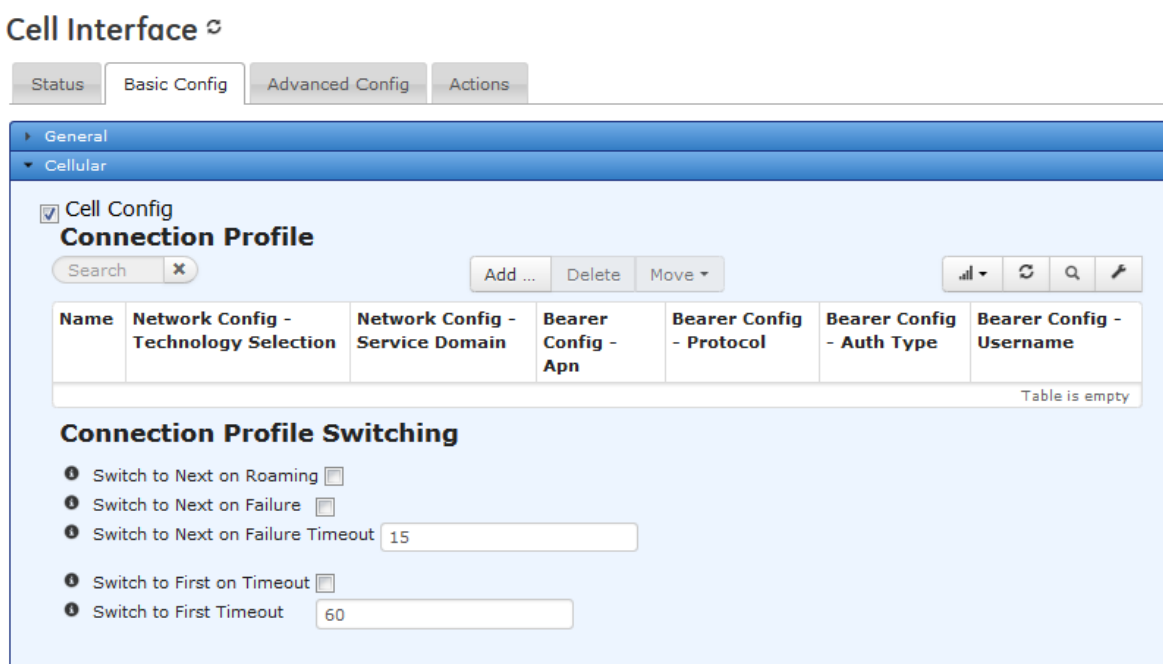 Cell Interface
Status Basic Config Advanced Config Actions
General
Cellular
Cell Config
Connection Profile
Search Add ... Delete Move
Name Network Config - Network Config - Bearer Bearer Config Bearer Config Bearer Config -
Technology Selection Service Domain Config - - Protocol - Auth Type Username
Apn
Table is empty
Connection Profile Switching
Switch to Next on Roaming
Switch to Next on Failure
Switch to Next on Failure Timeout 15
Switch to First on Timeout
Switch to First Timeout 60